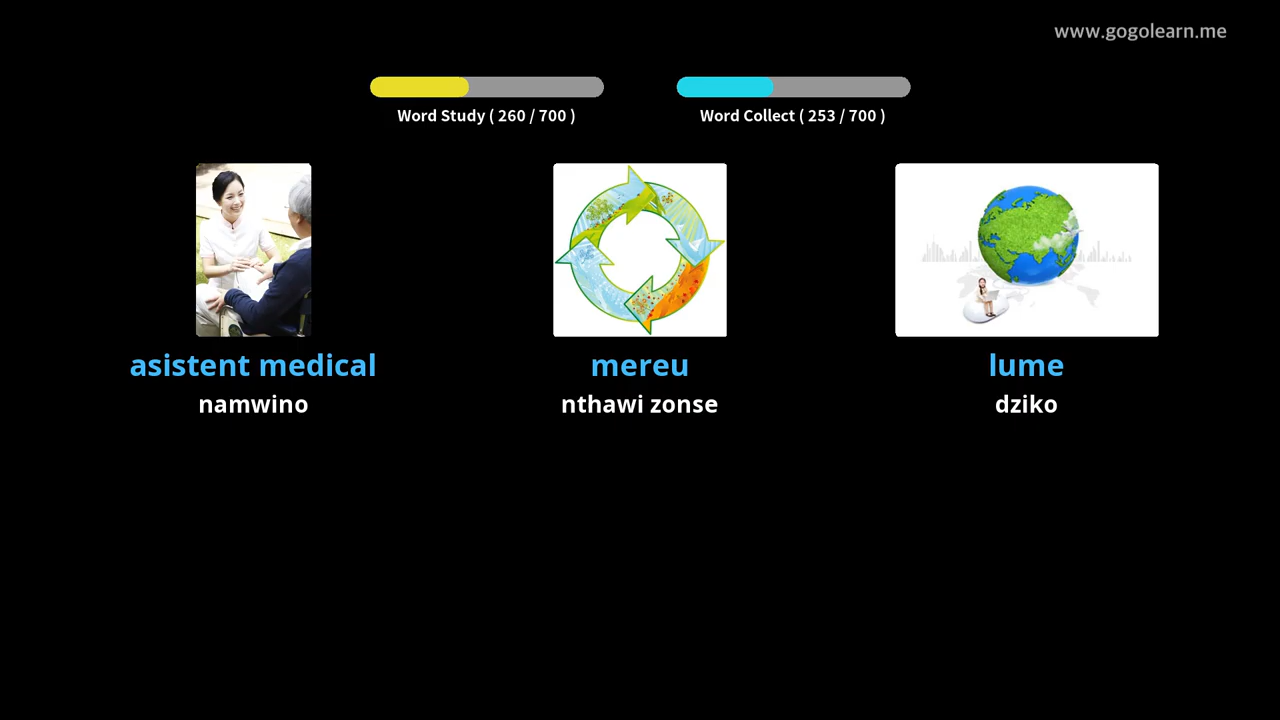 www.gogolearn.me
Word Study ( 260 / 700 )
Word Collect ( 253 / 700 )
asistent medical
namwino
mereu
nthawi zonse
lume
dziko